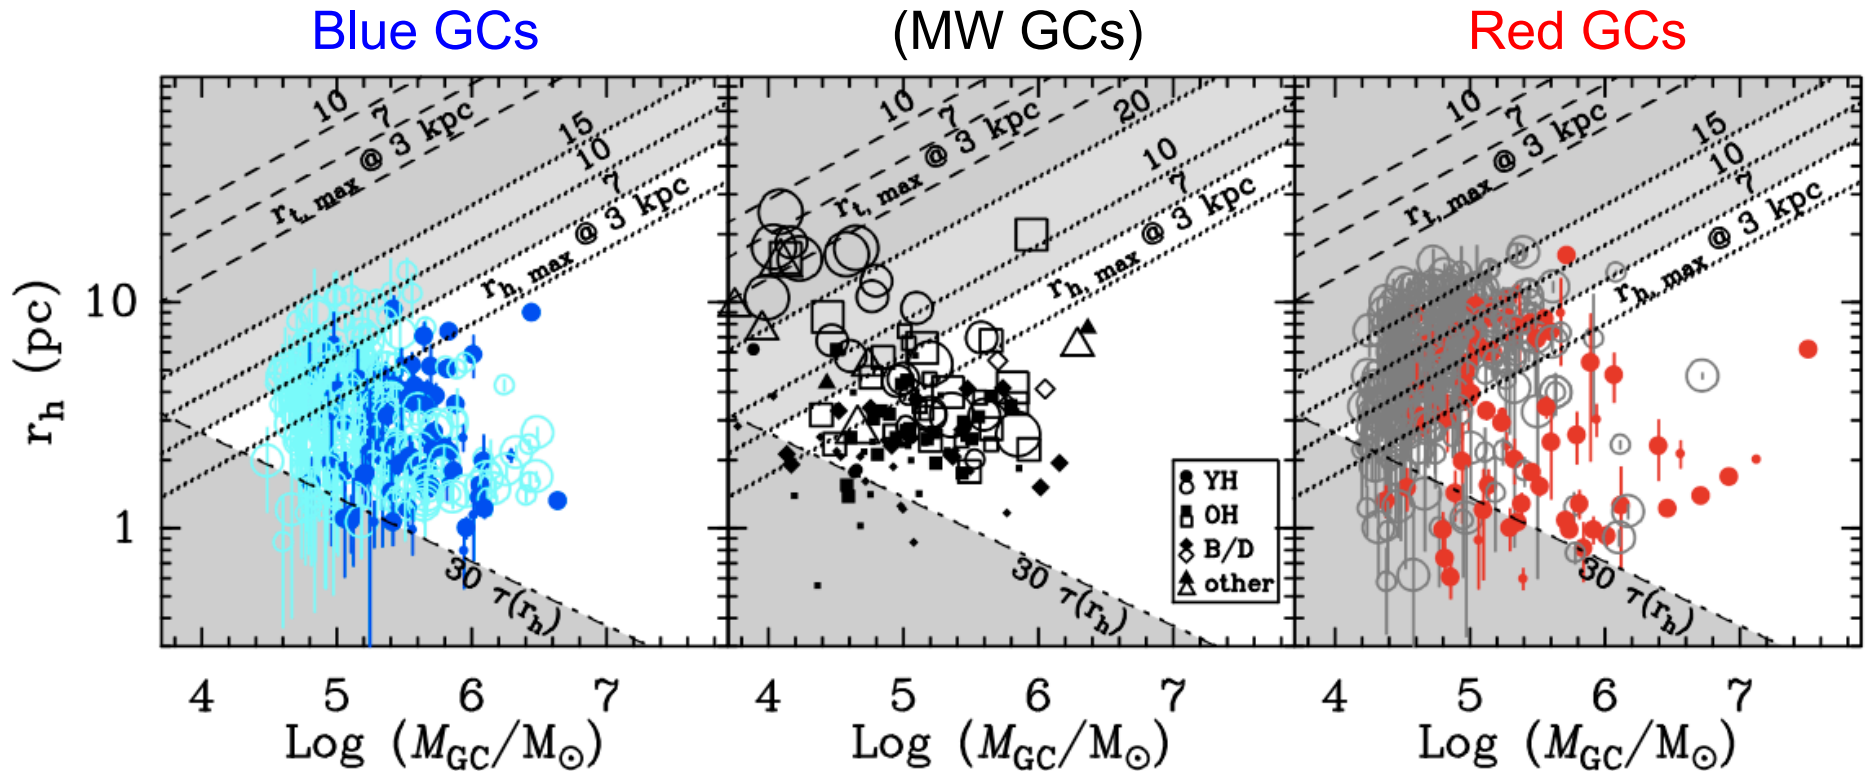 Blue GCs
(MW GCs)
Red GCs
r_h (pc)
10
1
10
7
r_t, max @ 3 kpc
15
10
7
r_h, max @ 3 kpc
30 τ(r_h)
10
7
r_t, max @ 3 kpc
20
10
7
r_h, max @ 3 kpc
30 τ(r_h)
YH
OH
B/D
other
10
7
r_t, max @ 3 kpc
15
10
7
r_h, max @ 3 kpc
30 τ(r_h)
4 5 6 7
4 5 6 7
4 5 6 7
Log (M_GC/M_⊙)
Log (M_GC/M_⊙)
Log (M_GC/M_⊙)